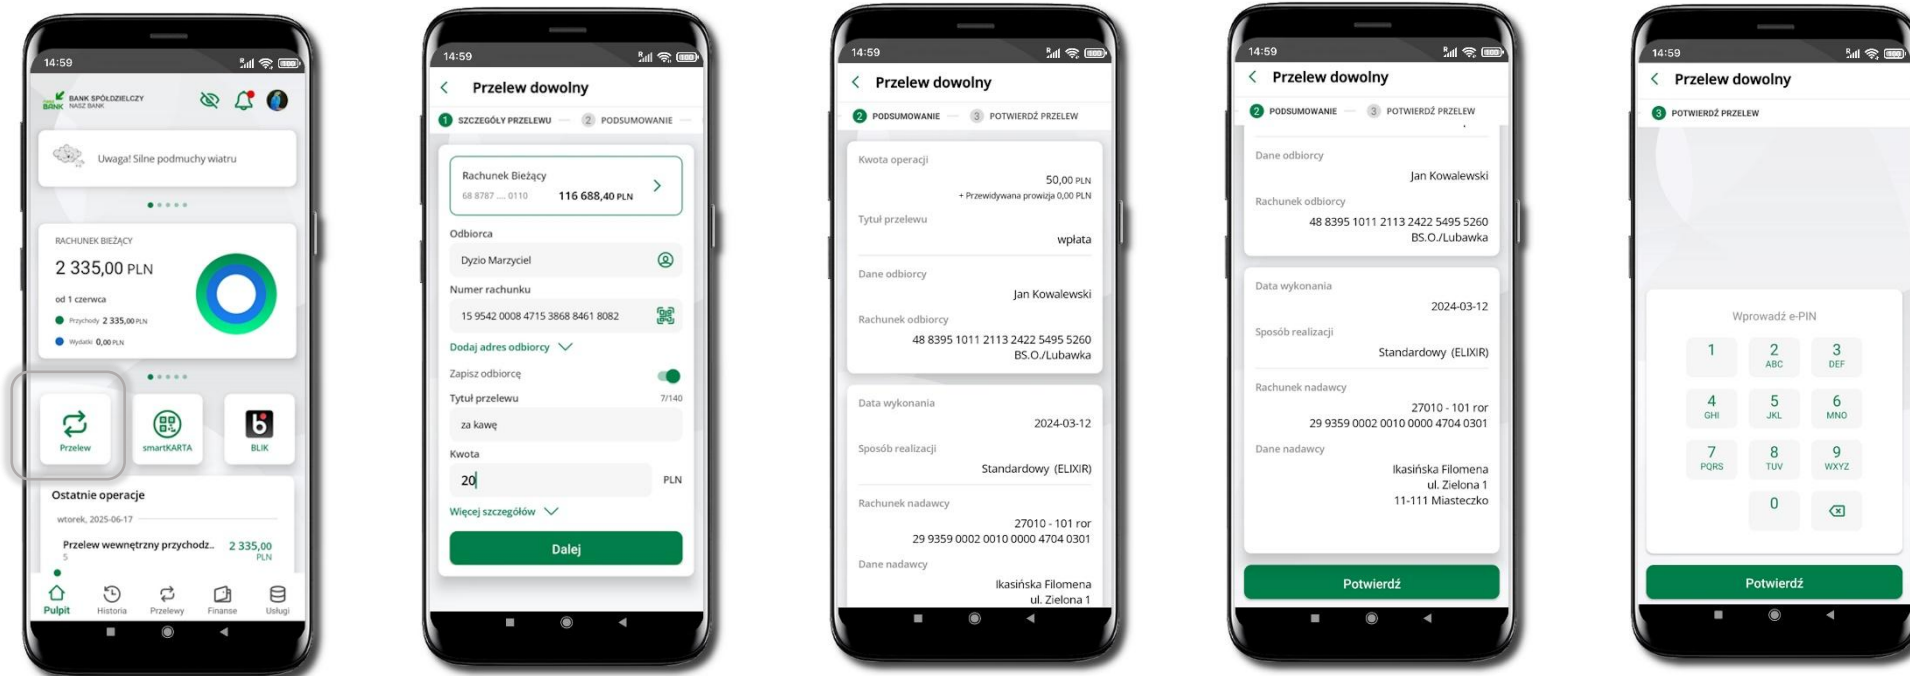 14:59
BANK SPÓŁDZIELCZY
BANK NASZ BANK
Uwaga! Silne podmuchy wiatru
RACHUNEK BIEŻĄCY
2 335,00 PLN
od 1 czerwca
Przychody 2 335,00 PLN
Wydatki 0,00 PLN
Przelew
smartKARTA
BLIK
Ostatnie operacje
wtorek, 2025-06-17
Przelew wewnętrzny przychodz.. 2 335,00
S PLN
Pulpit Historia Przelewy Finanse Usługi
14:59
Przelew dowolny
1 SZCZEGÓŁY PRZELEWU 2 PODSUMOWANIE
Rachunek Bieżący
68 8787 .... 0110 116 688,40 PLN
Odbiorca
Dyzio Marzyciel
Numer rachunku
15 9542 0008 4715 3868 8461 8082
Dodaj adres odbiorcy
Zapisz odbiorcę
Tytuł przelewu 7/140
za kawę
Kwota
20 PLN
Więcej szczegółów
Dalej
14:59
Przelew dowolny
2 PODSUMOWANIE 3 POTWIERDŹ PRZELEW
Kwota operacji
50,00 PLN
+ Przewidywana prowizja 0,00 PLN
Tytuł przelewu
wpłata
Dane odbiorcy
Jan Kowalewski
Rachunek odbiorcy
48 8395 1011 2113 2422 5495 5260
BS.O./Lubawka
Data wykonania
2024-03-12
Sposób realizacji
Standardowy (ELIXIR)
Rachunek nadawcy
27010 - 101 ror
29 9359 0002 0010 0000 4704 0301
Dane nadawcy
Ikasińska Filomena
ul. Zielona 1
14:59
Przelew dowolny
2 PODSUMOWANIE 3 POTWIERDŹ PRZELEW
Dane odbiorcy
Jan Kowalewski
Rachunek odbiorcy
48 8395 1011 2113 2422 5495 5260
BS.O./Lubawka
Data wykonania
2024-03-12
Sposób realizacji
Standardowy (ELIXIR)
Rachunek nadawcy
27010 - 101 ror
29 9359 0002 0010 0000 4704 0301
Dane nadawcy
Ikasińska Filomena
ul. Zielona 1
11-111 Miasteczko
Potwierdź
14:59
Przelew dowolny
3 POTWIERDŹ PRZELEW
Wprowadź e-PIN
1 2 3
ABC DEF
4 5 6
GHI JKL MNO
7 8 9
PQRS TUV WXYZ
0
Potwierdź